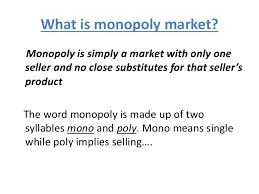 What is monopoly market?
Monopoly is simply a market with only one
seller and no close substitutes for that seller's
product
The word monopoly is made up of two
syllables mono and poly. Mono means single
while poly implies selling....